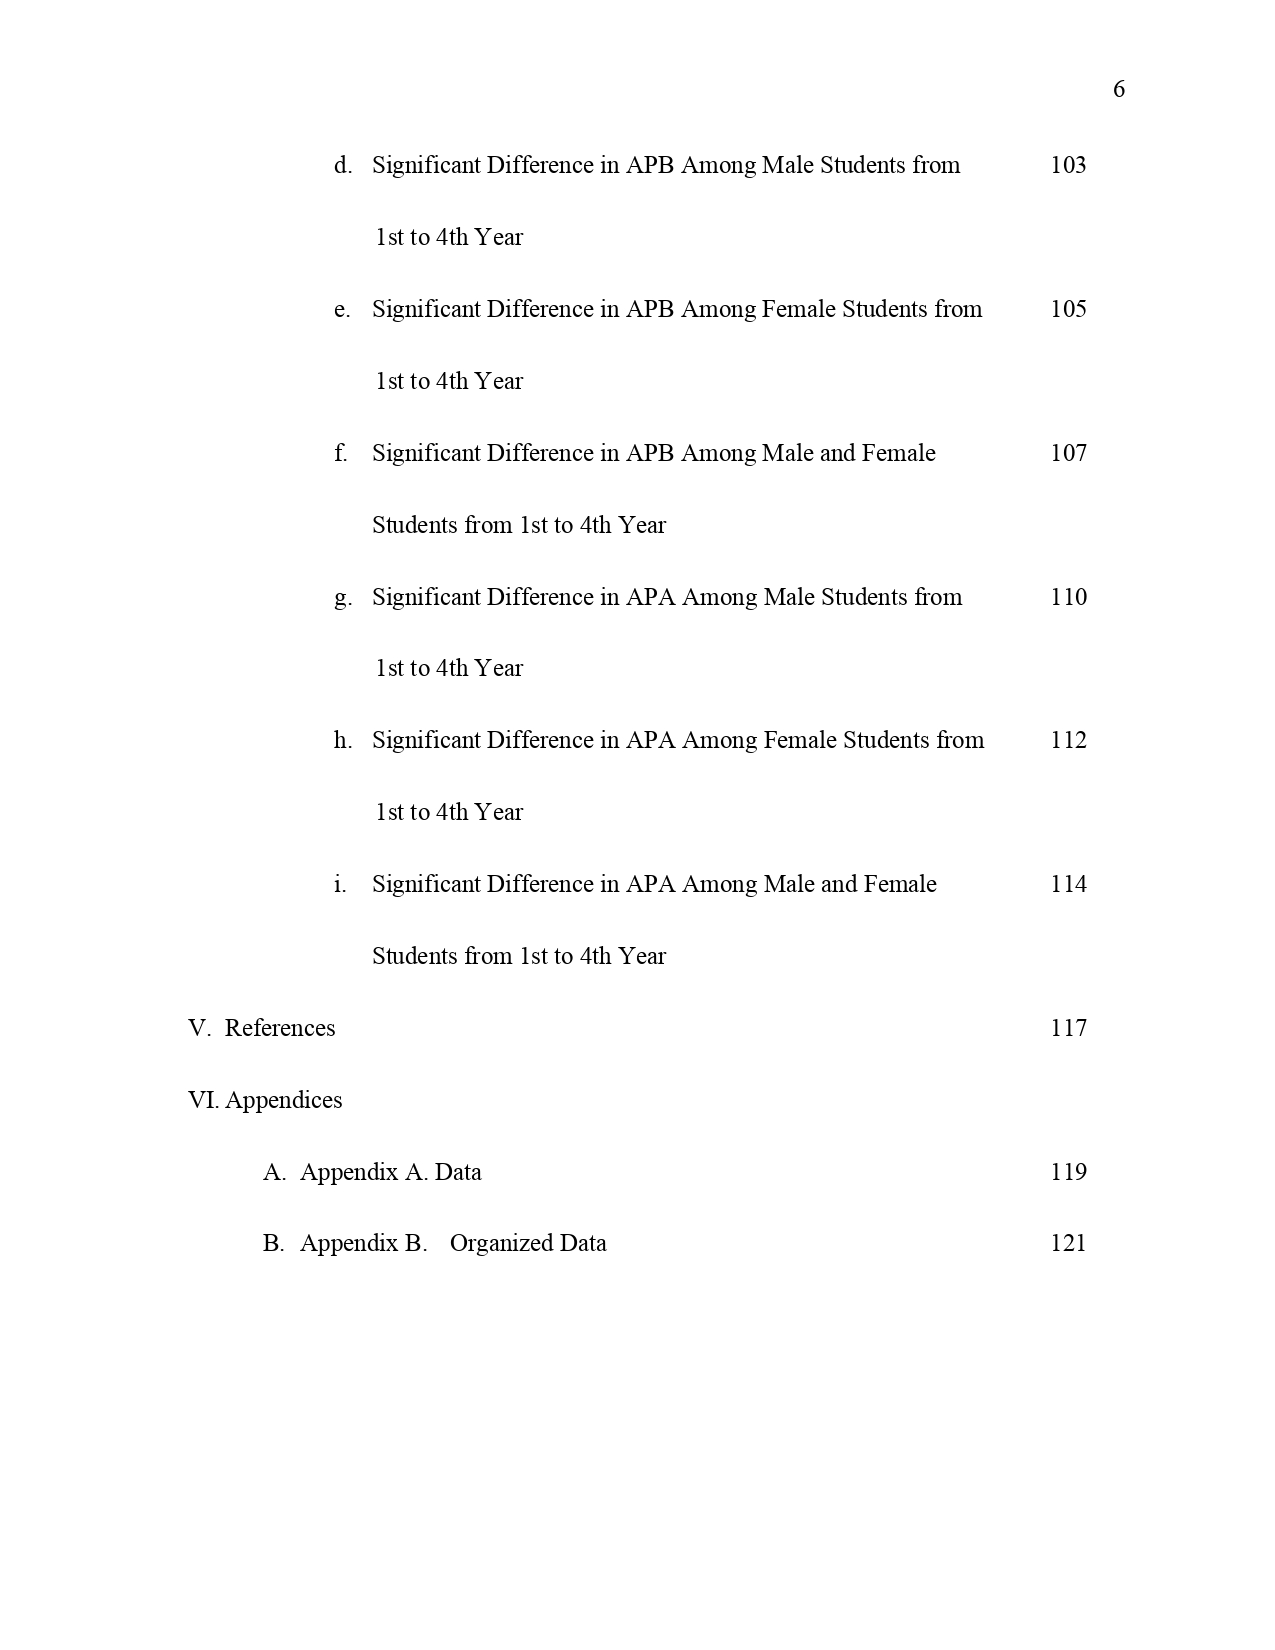 6
d. Significant Difference in APB Among Male Students from 103
1st to 4th Year
e. Significant Difference in APB Among Female Students from 105
1st to 4th Year
f. Significant Difference in APB Among Male and Female 107
Students from 1st to 4th Year
g. Significant Difference in APA Among Male Students from 110
1st to 4th Year
h. Significant Difference in APA Among Female Students from 112
1st to 4th Year
i. Significant Difference in APA Among Male and Female 114
Students from 1st to 4th Year
V. References 117
VI. Appendices
A. Appendix A. Data 119
B. Appendix B. Organized Data 121